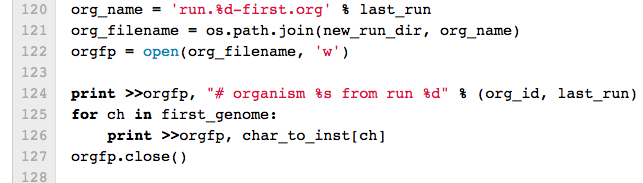 120 org_name = 'run.%d-first.org' % last_run
121 org_filename = os.path.join(new_run_dir, org_name)
122 orgfp = open(org_filename, 'w')
123
124 print >>orgfp, "# organism %s from run %d" % (org_id, last_run)
125 for ch in first_genome:
126     print >>orgfp, char_to_inst[ch]
127 orgfp.close()
128